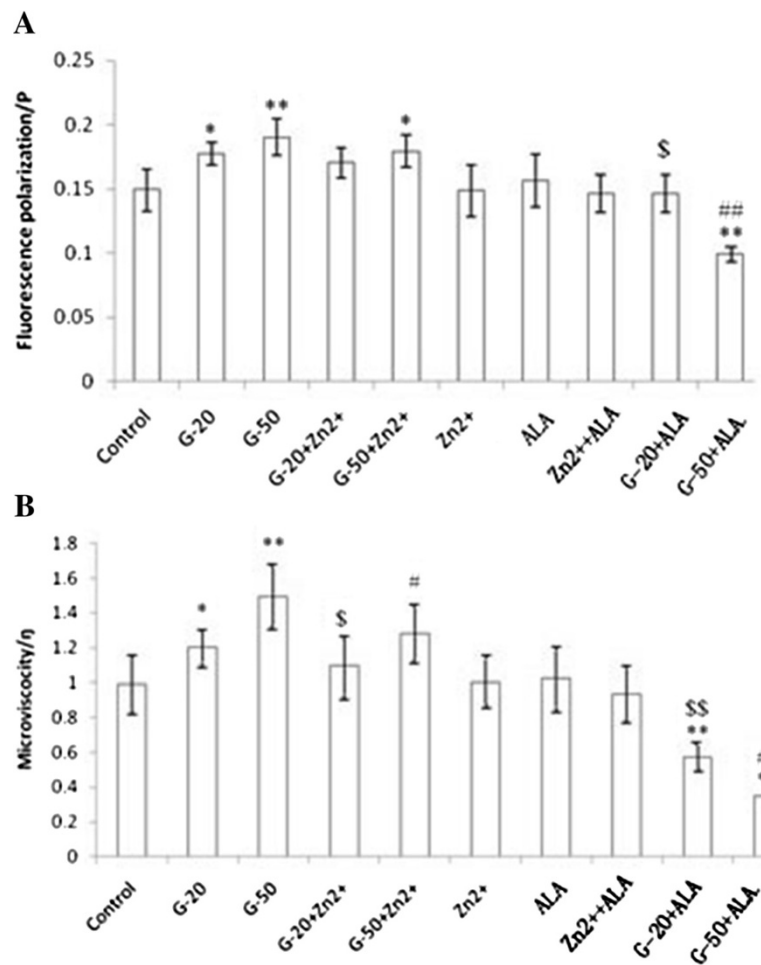 A
Fluorescence polarization/P
0.25
0.2
0.15
0.1
0.05
0
*
**
*
$
##
**
Control
G-20
G-50
G-20+Zn2+
G-50+Zn2+
Zn2+
ALA
Zn2++ALA
G-20+ALA
G-50+ALA.
B
Microviscocity/η
1.8
1.6
1.4
1.2
1
0.8
0.6
0.4
0.2
0
*
**
$
#
$$
**
Control
G-20
G-50
G-20+Zn2+
G-50+Zn2+
Zn2+
ALA
Zn2++ALA
G-20+ALA
G-50+ALA.